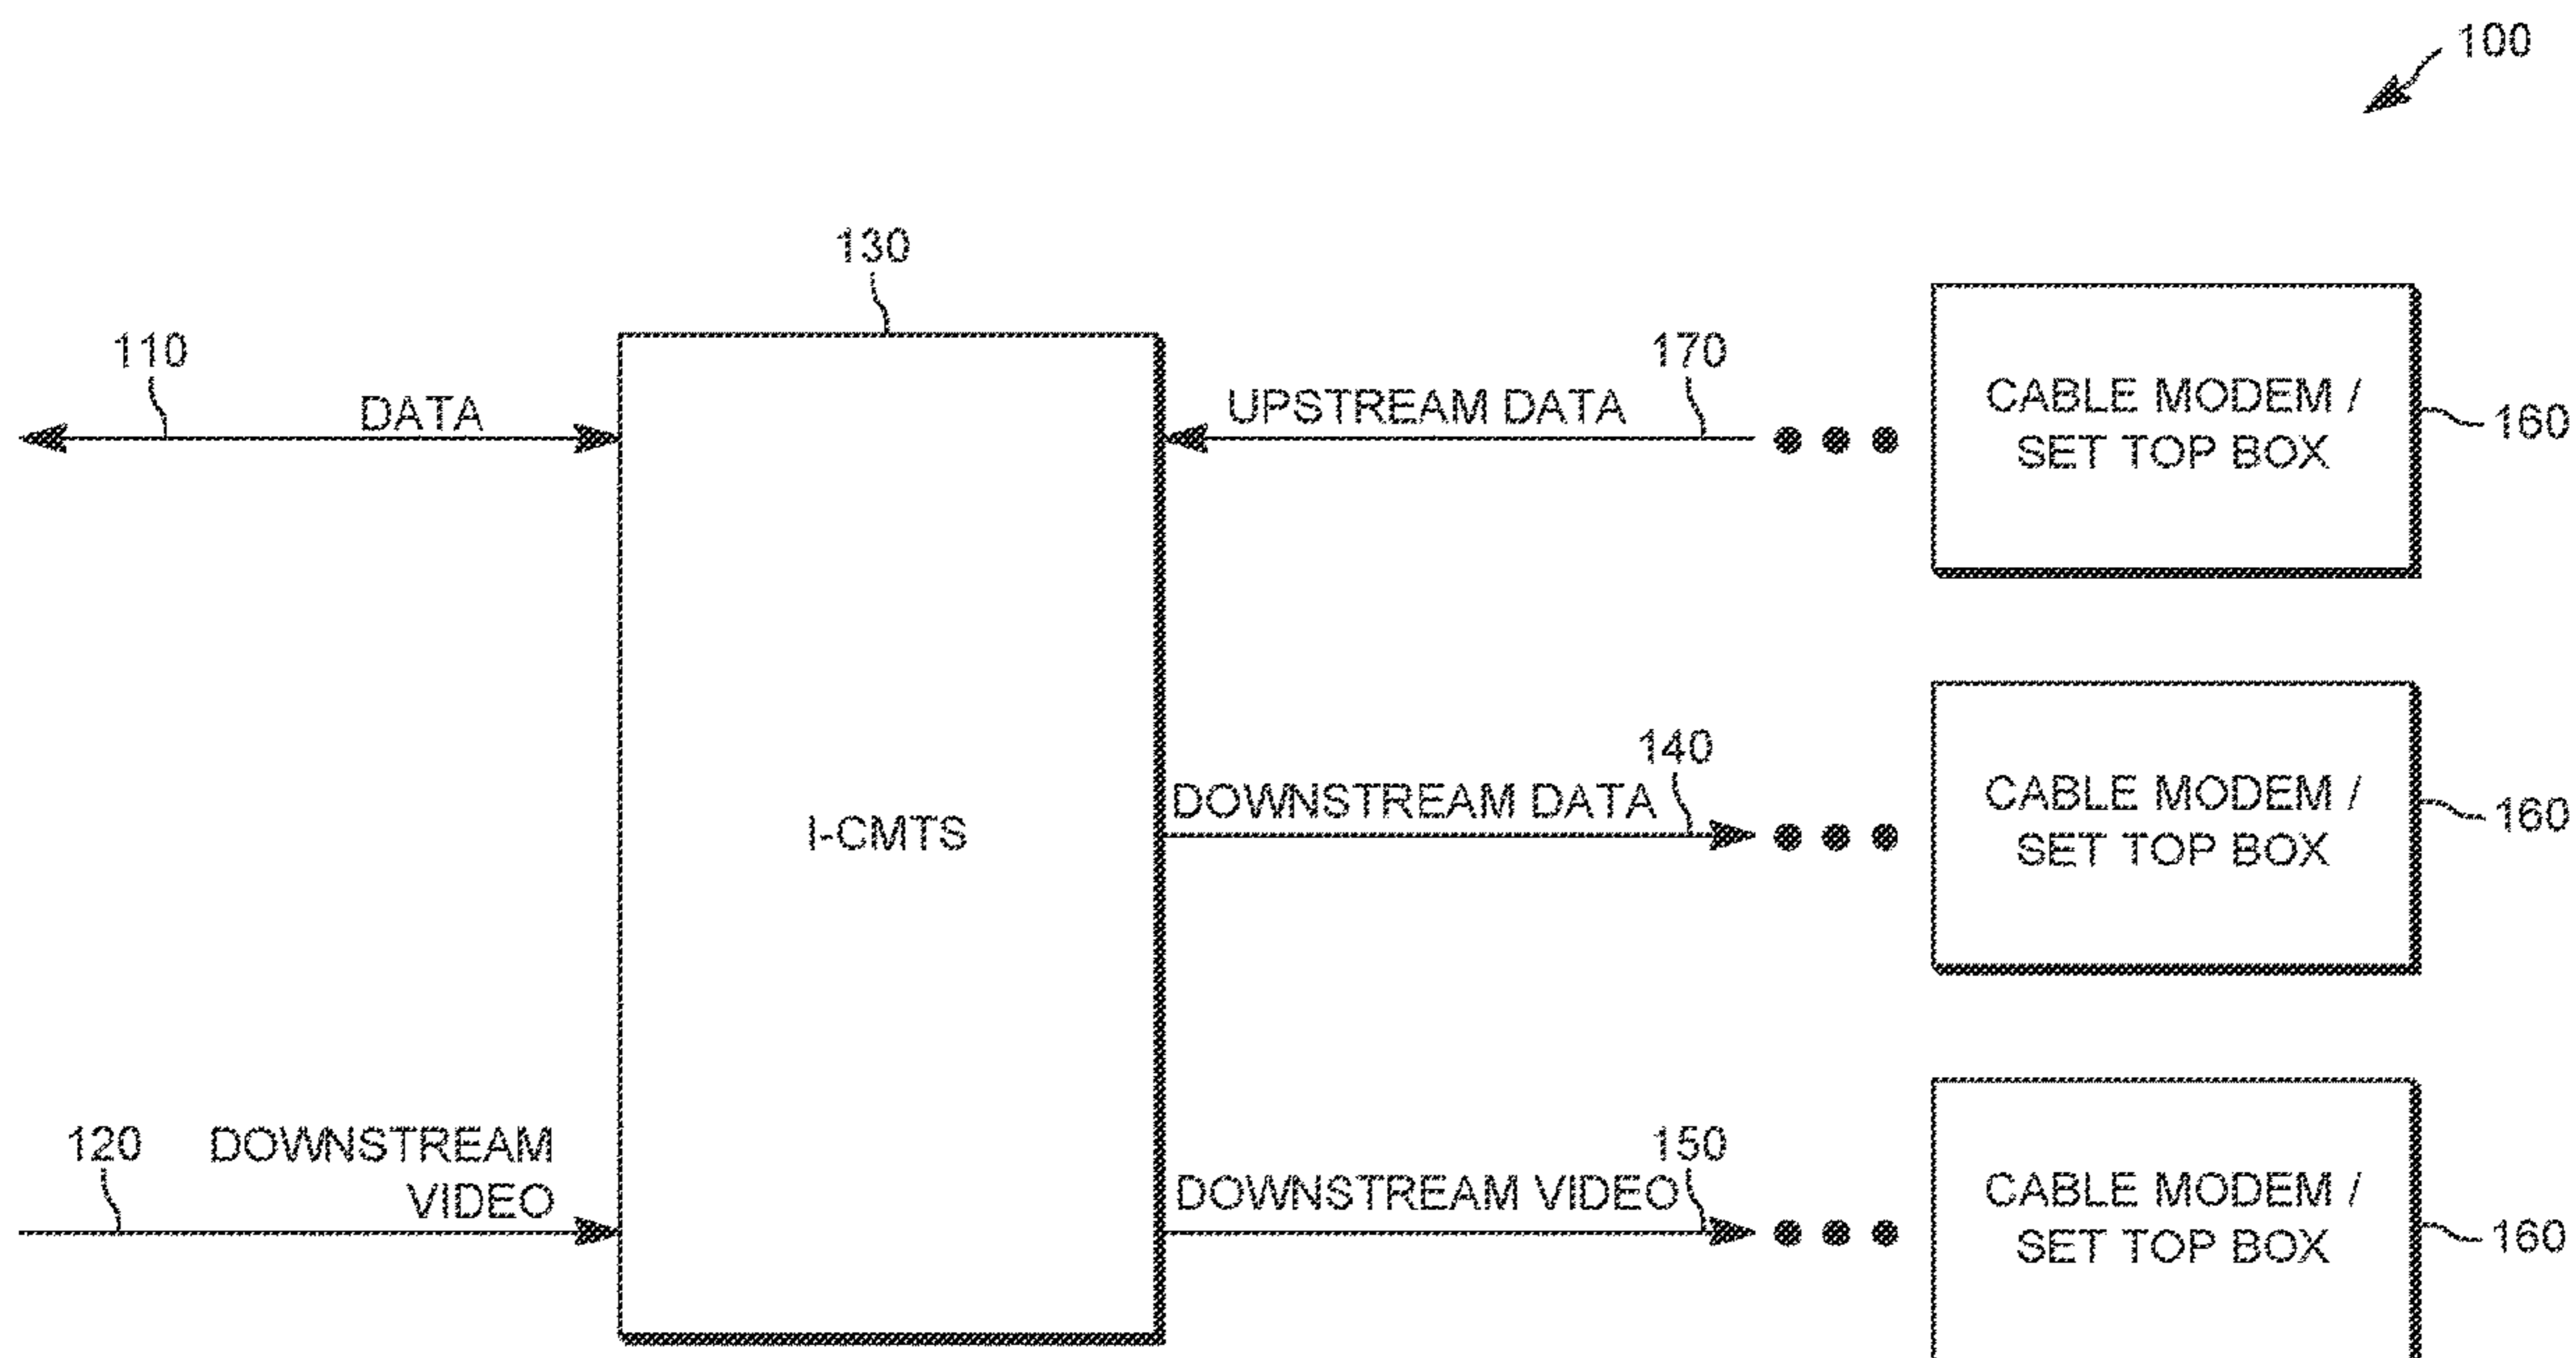 100
130
110
DATA
170
UPSTREAM DATA
CABLE MODEM /
SET TOP BOX
160
I-CMTS
140
DOWNSTREAM DATA
CABLE MODEM /
SET TOP BOX
160
120
DOWNSTREAM
VIDEO
150
DOWNSTREAM VIDEO
CABLE MODEM /
SET TOP BOX
160